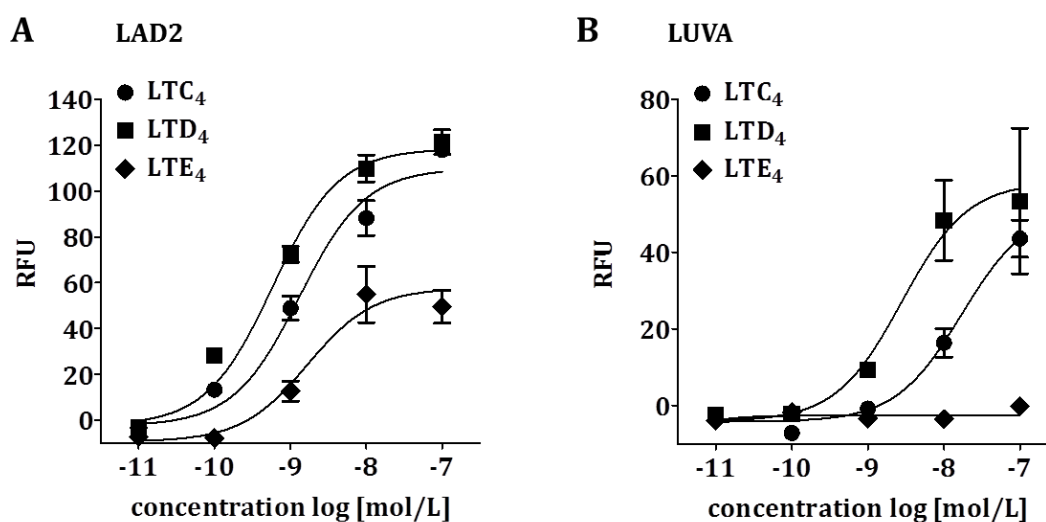 A LAD2
LTC₄
LTD₄
LTE₄
140
120
100
80
60
40
20
0
RFU
-11 -10 -9 -8 -7
concentration log [mol/L]
B LUVA
LTC₄
LTD₄
LTE₄
80
60
40
20
0
RFU
-11 -10 -9 -8 -7
concentration log [mol/L]